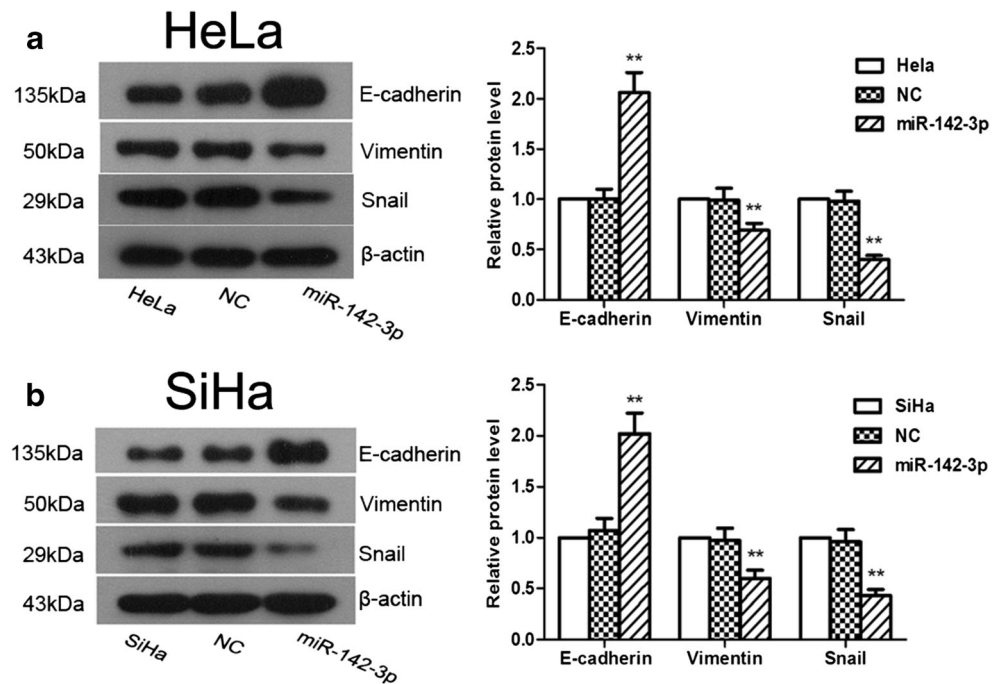 a
HeLa
135kDa E-cadherin
50kDa Vimentin
29kDa Snail
43kDa β-actin
HeLa NC miR-142-3p
Relative protein level
2.5
2.0
1.5
1.0
0.5
0.0
** ** **
E-cadherin Vimentin Snail
Hela
NC
miR-142-3p
b
SiHa
135kDa E-cadherin
50kDa Vimentin
29kDa Snail
43kDa β-actin
SiHa NC miR-142-3p
Relative protein level
2.5
2.0
1.5
1.0
0.5
0.0
** ** **
E-cadherin Vimentin Snail
SiHa
NC
miR-142-3p